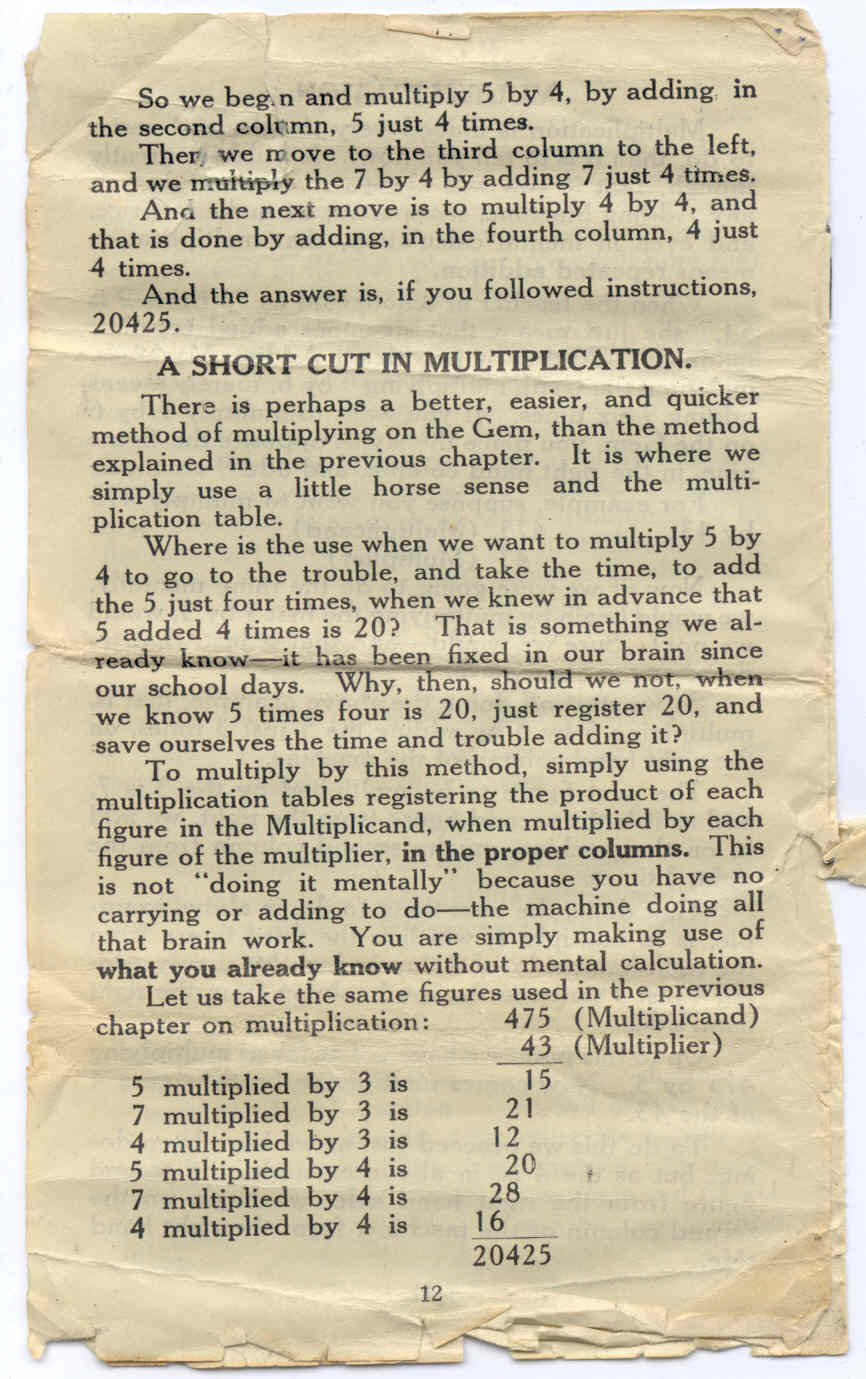 So we begin and multiply 5 by 4, by adding, in
the second column, 5 just 4 times.
Then we move to the third column to the left,
and we multiply the 7 by 4 by adding 7 just 4 times.
And the next move is to multiply 4 by 4, and
that is done by adding, in the fourth column, 4 just
4 times.
And the answer is, if you followed instructions,
20425.
A SHORT CUT IN MULTIPLICATION.
There is perhaps a better, easier, and quicker
method of multiplying on the Gem, than the method
explained in the previous chapter. It is where we
simply use a little horse sense and the multi-
plication table.
Where is the use when we want to multiply 5 by
4 to go to the trouble, and take the time, to add
the 5 just four times, when we knew in advance that
5 added 4 times is 20? That is something we al-
ready know—it has been fixed in our brain since
our school days. Why, then, should we not, when
we know 5 times four is 20, just register 20, and
save ourselves the time and trouble adding it?
To multiply by this method, simply using the
multiplication tables registering the product of each
figure in the Multiplicand, when multiplied by each
figure of the multiplier, in the proper columns. This
is not "doing it mentally" because you have no
carrying or adding to do—the machine doing all
that brain work. You are simply making use of
what you already know without mental calculation.
Let us take the same figures used in the previous
chapter on multiplication: 475 (Multiplicand)
43 (Multiplier)
5 multiplied by 3 is 15
7 multiplied by 3 is 21
4 multiplied by 3 is 12
5 multiplied by 4 is 20
7 multiplied by 4 is 28
4 multiplied by 4 is 16
20425
12